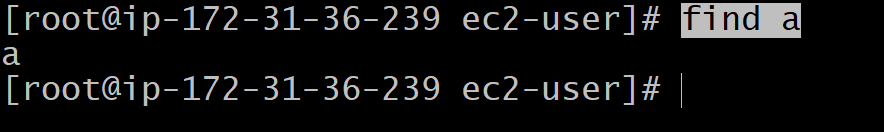 [root@ip-172-31-36-239 ec2-user]# find a
a
[root@ip-172-31-36-239 ec2-user]#